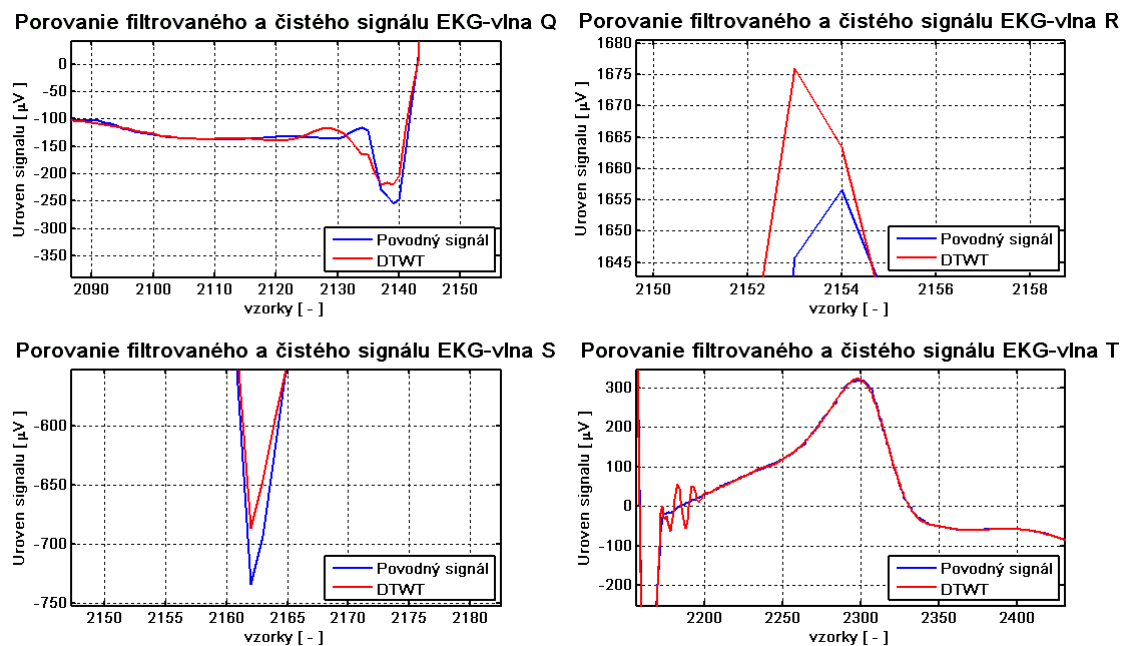 Porovanie filtrovaného a čistého signálu EKG-vlna Q
Uroven signalu [ μV ]
0
-50
-100
-150
-200
-250
-300
-350
2090 2100 2110 2120 2130 2140 2150
vzorky [ - ]
Povodný signál
DTWT
Porovanie filtrovaného a čistého signálu EKG-vlna R
Uroven signalu [ μV ]
1680
1675
1670
1665
1660
1655
1650
1645
2150 2152 2154 2156 2158
vzorky [ - ]
Povodný signál
DTWT
Porovanie filtrovaného a čistého signálu EKG-vlna S
Uroven signalu [ μV ]
-600
-650
-700
-750
2150 2155 2160 2165 2170 2175 2180
vzorky [ - ]
Povodný signál
DTWT
Porovanie filtrovaného a čistého signálu EKG-vlna T
Uroven signalu [ μV ]
300
200
100
0
-100
-200
2200 2250 2300 2350 2400
vzorky [ - ]
Povodný signál
DTWT